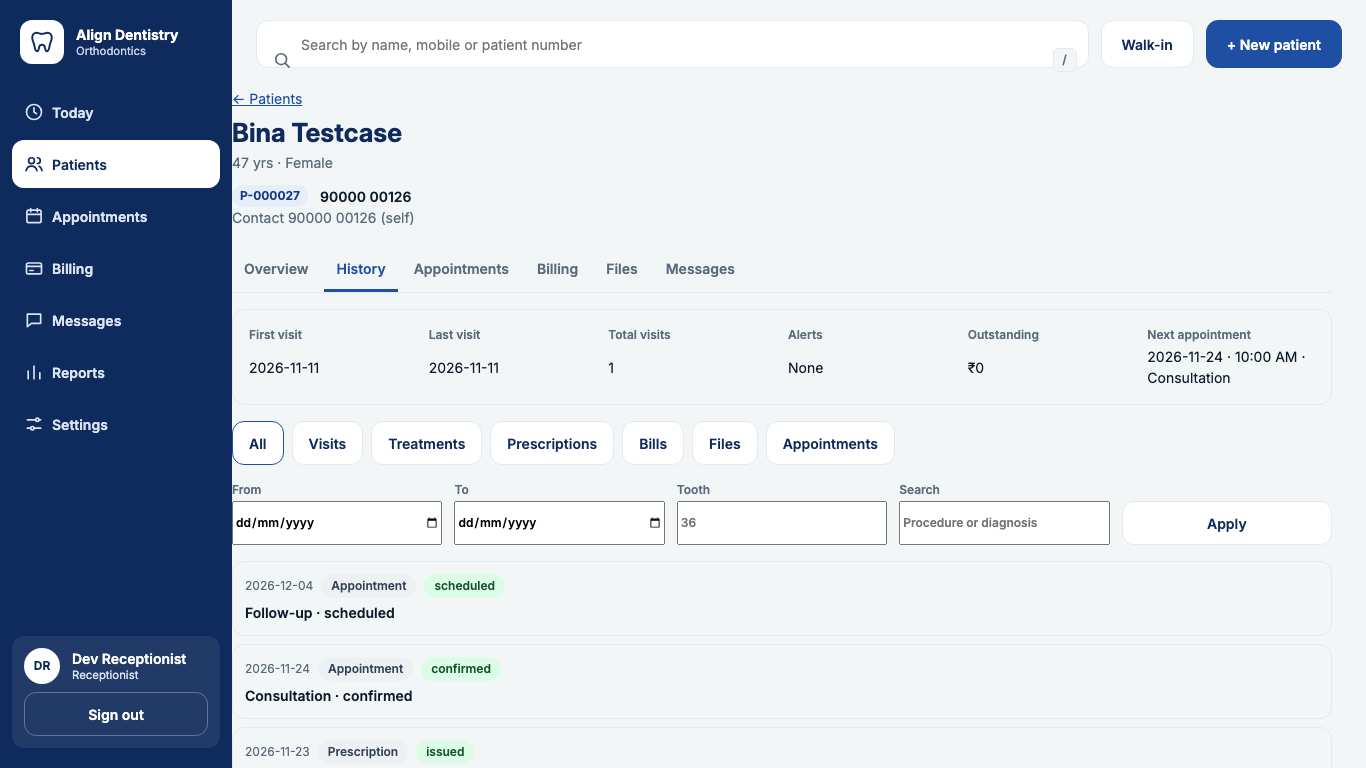 Align Dentistry
Orthodontics
Today
Patients
Appointments
Billing
Messages
Reports
Settings
DR
Dev Receptionist
Receptionist
Sign out
Search by name, mobile or patient number
/
Walk-in
+ New patient
← Patients
Bina Testcase
47 yrs · Female
P-000027 90000 00126
Contact 90000 00126 (self)
Overview History Appointments Billing Files Messages
First visit Last visit Total visits Alerts Outstanding Next appointment
2026-11-11 2026-11-11 1 None ₹0 2026-11-24 · 10:00 AM ·
Consultation
All Visits Treatments Prescriptions Bills Files Appointments
From To Tooth Search
dd/mm/yyyy dd/mm/yyyy 36 Procedure or diagnosis Apply
2026-12-04 Appointment scheduled
Follow-up · scheduled
2026-11-24 Appointment confirmed
Consultation · confirmed
2026-11-23 Prescription issued